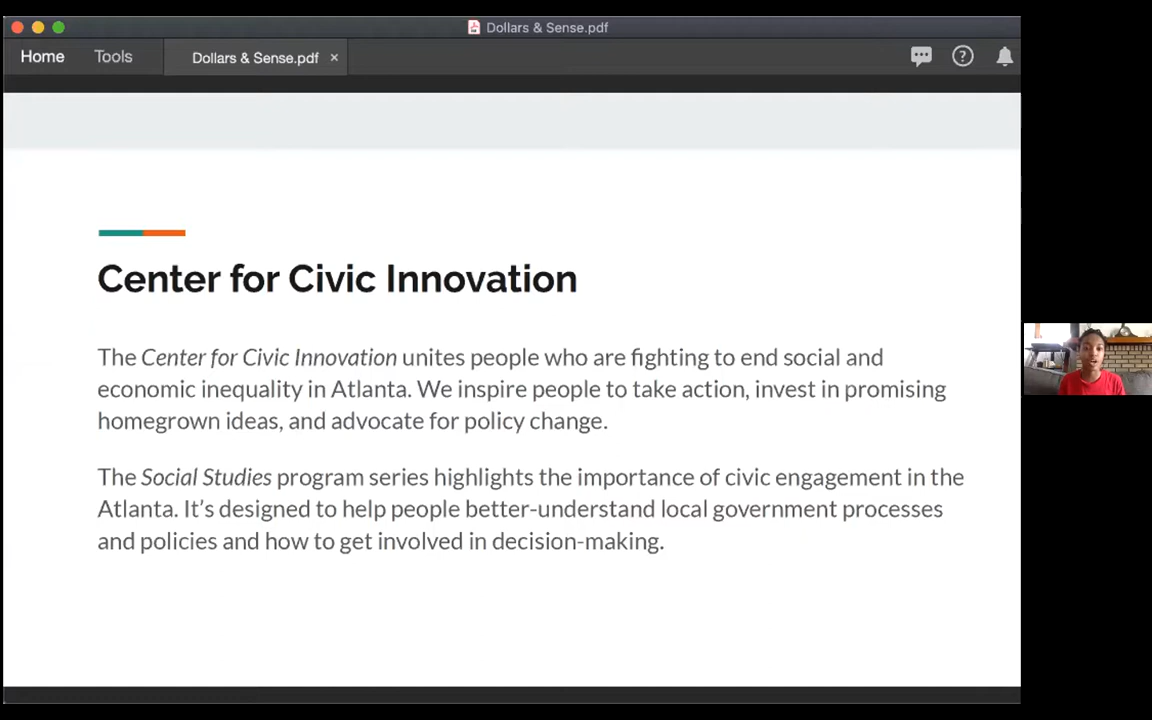 Dollars & Sense.pdf
Home Tools Dollars & Sense.pdf ×
Center for Civic Innovation
The Center for Civic Innovation unites people who are fighting to end social and
economic inequality in Atlanta. We inspire people to take action, invest in promising
homegrown ideas, and advocate for policy change.
The Social Studies program series highlights the importance of civic engagement in the
Atlanta. It’s designed to help people better-understand local government processes
and policies and how to get involved in decision-making.